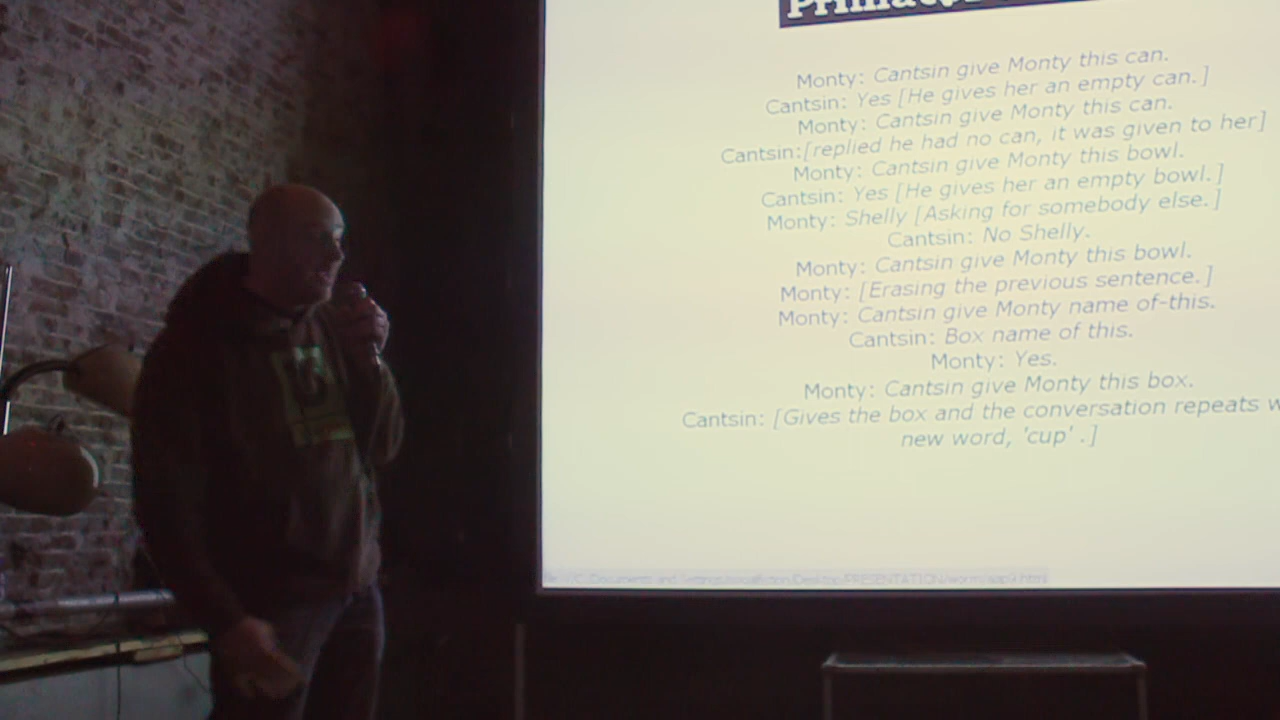 Monty: Cantsin give Monty this can.
Cantsin: Yes [He gives her an empty can.]
Monty: Cantsin give Monty this can.
Cantsin:[replied he had no can, it was given to her]
Monty: Cantsin give Monty this bowl.
Cantsin: Yes [He gives her an empty bowl.]
Monty: Shelly [Asking for somebody else.]
Cantsin: No Shelly.
Monty: Cantsin give Monty this bowl.
Monty: [Erasing the previous sentence.]
Monty: Cantsin give Monty name of-this.
Cantsin: Box name of this.
Monty: Yes.
Monty: Cantsin give Monty this box.
Cantsin: [Gives the box and the conversation repeats
new word, 'cup' .]